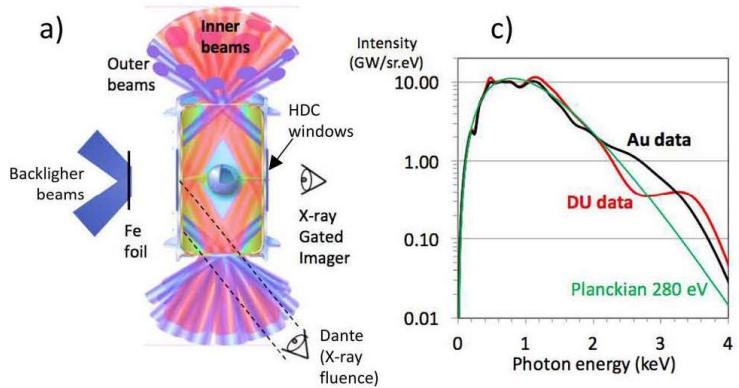 a)
Inner
beams
Outer
beams
HDC
windows
Backligher
beams
Fe
foil
X-ray
Gated
Imager
Dante
(X-ray
fluence)
c)
Intensity
(GW/sr.eV)
10.00
1.00
0.10
0.01
Au data
DU data
Planckian 280 eV
0 1 2 3 4
Photon energy (keV)